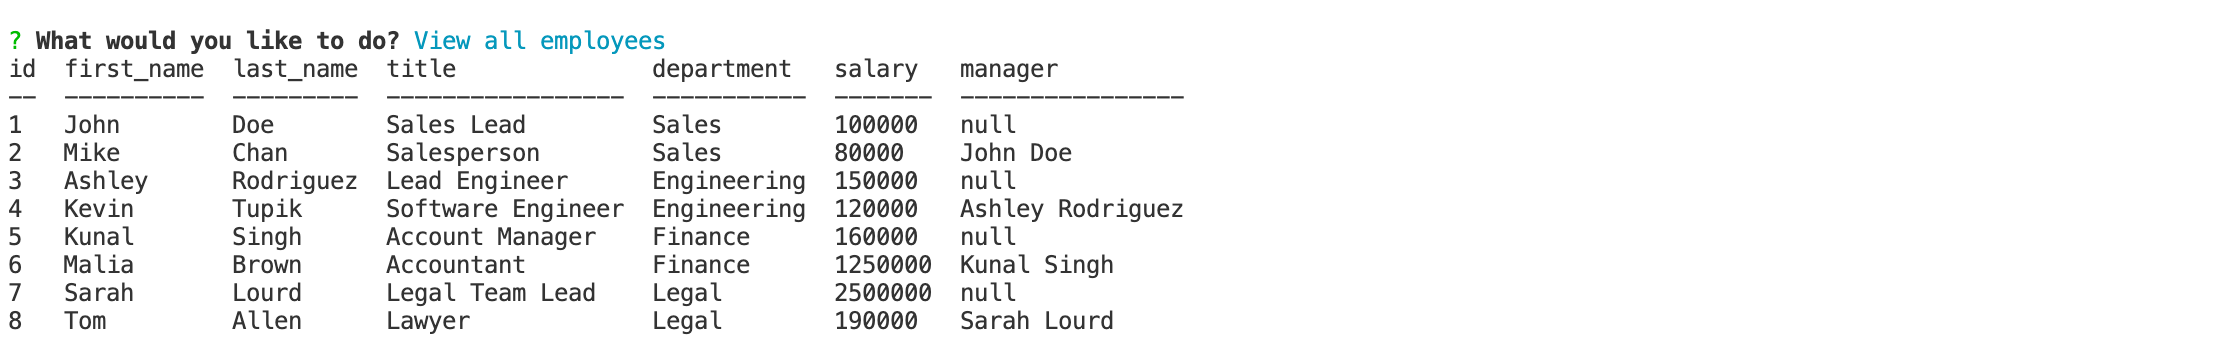 ? What would you like to do? View all employees
id  first_name  last_name  title              department   salary   manager
--  ----------  ---------  -----------------  -----------  -------  ----------------
1   John        Doe        Sales Lead         Sales        100000   null
2   Mike        Chan       Salesperson        Sales        80000    John Doe
3   Ashley      Rodriguez  Lead Engineer      Engineering  150000   null
4   Kevin       Tupik      Software Engineer  Engineering  120000   Ashley Rodriguez
5   Kunal       Singh      Account Manager    Finance      160000   null
6   Malia       Brown      Accountant         Finance      1250000  Kunal Singh
7   Sarah       Lourd      Legal Team Lead    Legal        2500000  null
8   Tom         Allen      Lawyer             Legal        190000   Sarah Lourd